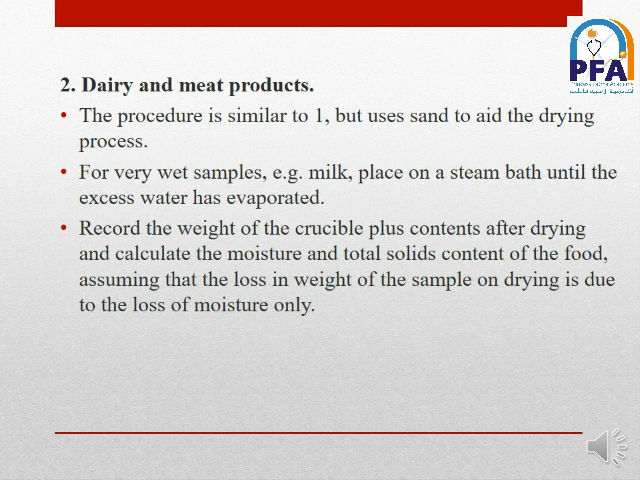 PFA
2. Dairy and meat products.
• The procedure is similar to 1, but uses sand to aid the drying
process.
• For very wet samples, e.g. milk, place on a steam bath until the
excess water has evaporated.
• Record the weight of the crucible plus contents after drying
and calculate the moisture and total solids content of the food,
assuming that the loss in weight of the sample on drying is due
to the loss of moisture only.